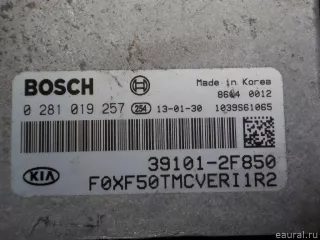 BOSCH
Made in Korea
8604 0012
0 281 019 257 254 13-01-30 1039S61065
KIA
39101-2F850
F0XF50TMCVERI1R2
eaural.ru